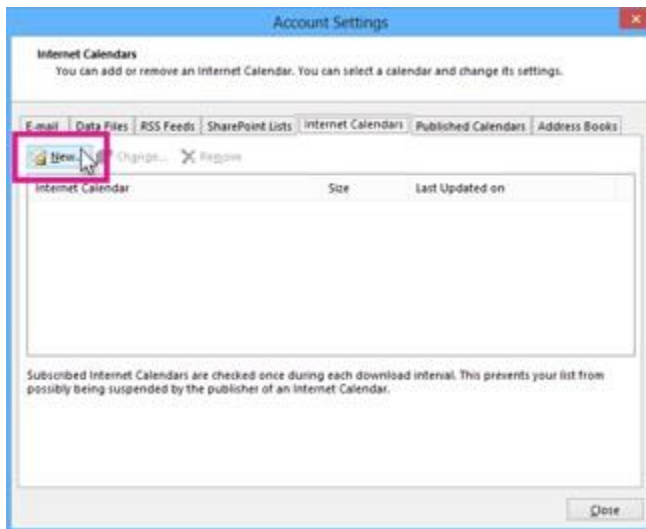 Account Settings
Internet Calendars
You can add or remove an Internet Calendar. You can select a calendar and change its settings.
E-mail Data Files RSS Feeds SharePoint Lists Internet Calendars Published Calendars Address Books
New... Change... Remove
Internet Calendar Size Last Updated on
Subscribed Internet Calendars are checked once during each download interval. This prevents your list from
possibly being suspended by the publisher of an Internet Calendar.
Close